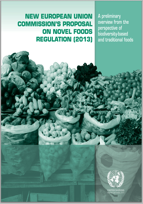 NEW EUROPEAN UNION
COMMISSION'S PROPOSAL
ON NOVEL FOODS
REGULATION (2013)
A preliminary
overview from the
perspective of
biodiversity-based
and traditional foods